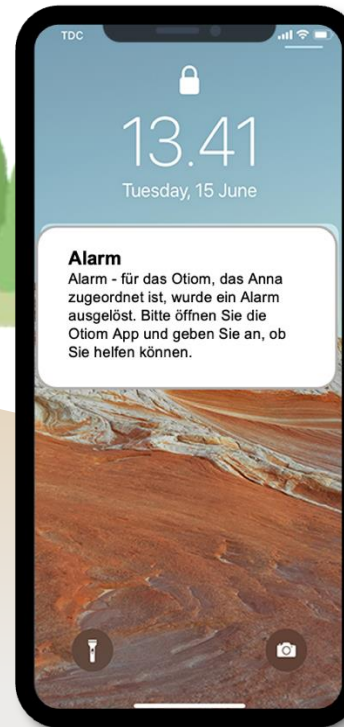 TDC
13.41
Tuesday, 15 June
Alarm
Alarm - für das Otiom, das Anna
zugeordnet ist, wurde ein Alarm
ausgelöst. Bitte öffnen Sie die
Otiom App und geben Sie an, ob
Sie helfen können.